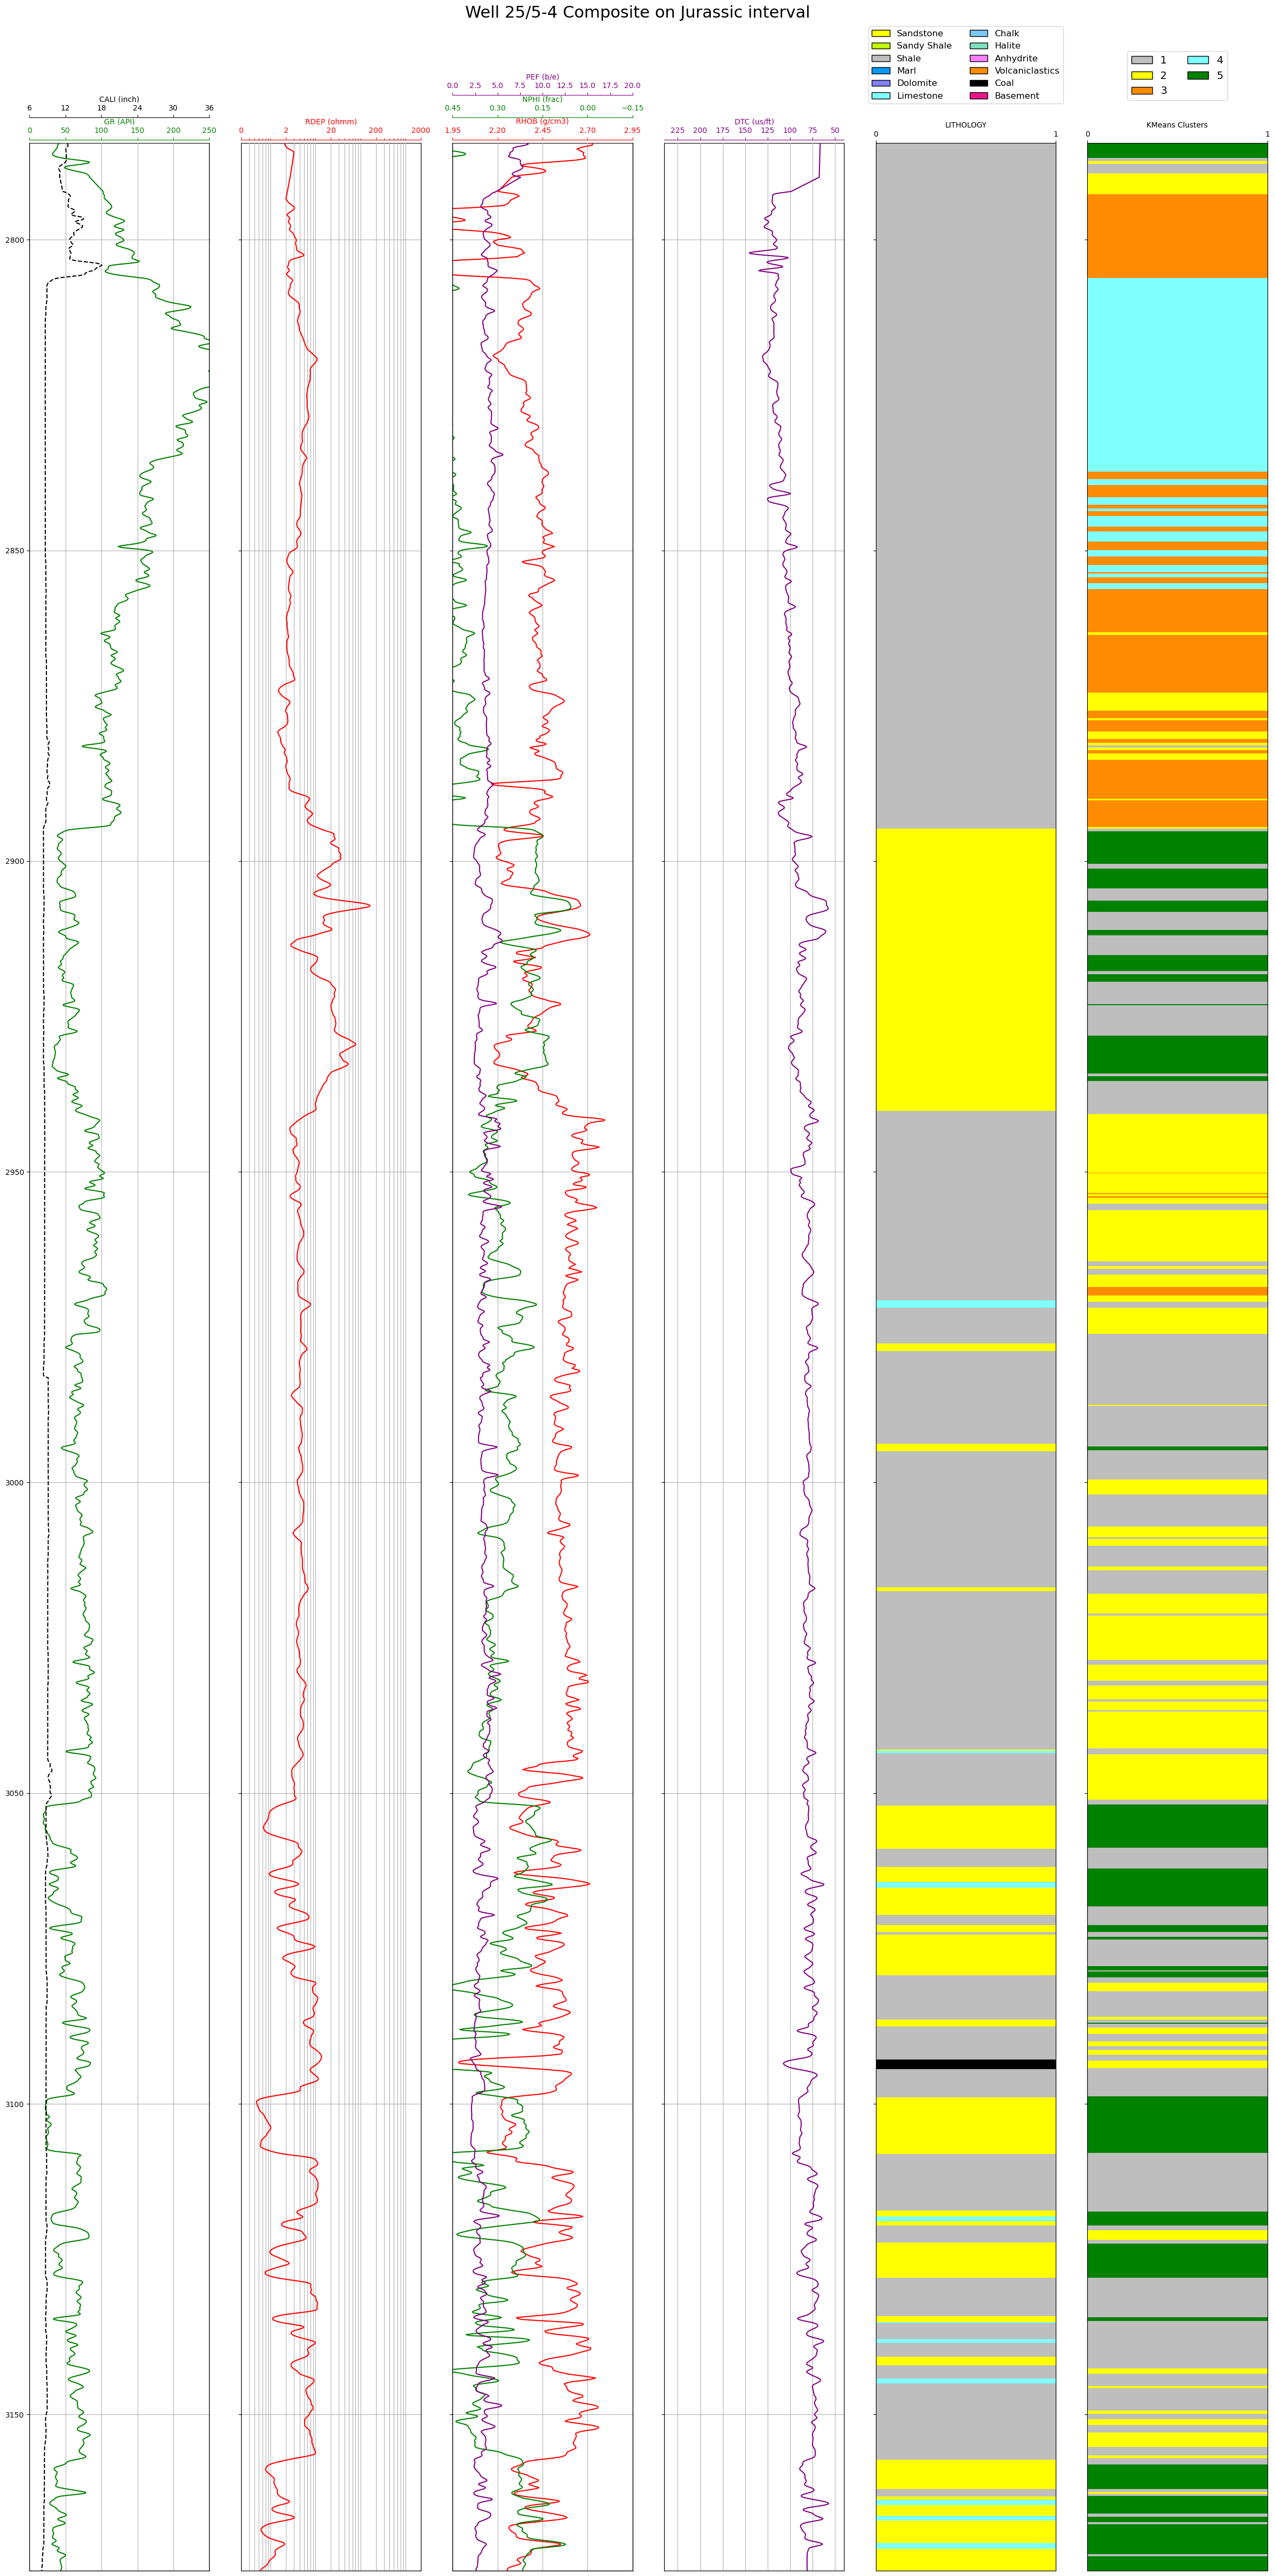 Well 25/5-4 Composite on Jurassic interval
Sandstone Chalk
Sandy Shale Halite
Shale Anhydrite
Marl Volcaniclastics
Dolomite Coal
Limestone Basement
1 4
2 5
3
PEF (b/e)
0.0 2.5 5.0 7.5 10.0 12.5 15.0 17.5 20.0
CALI (inch) NPHI (frac)
6 12 18 24 30 36 0.45 0.30 0.15 0.00 −0.15
GR (API) RDEP (ohmm) RHOB (g/cm3) DTC (us/ft) LITHOLOGY KMeans Clusters
0 50 100 150 200 250 0 2 20 200 2000 1.95 2.20 2.45 2.70 2.95 225 200 175 150 125 100 75 50 0 1 0 1
2800
2850
2900
2950
3000
3050
3100
3150